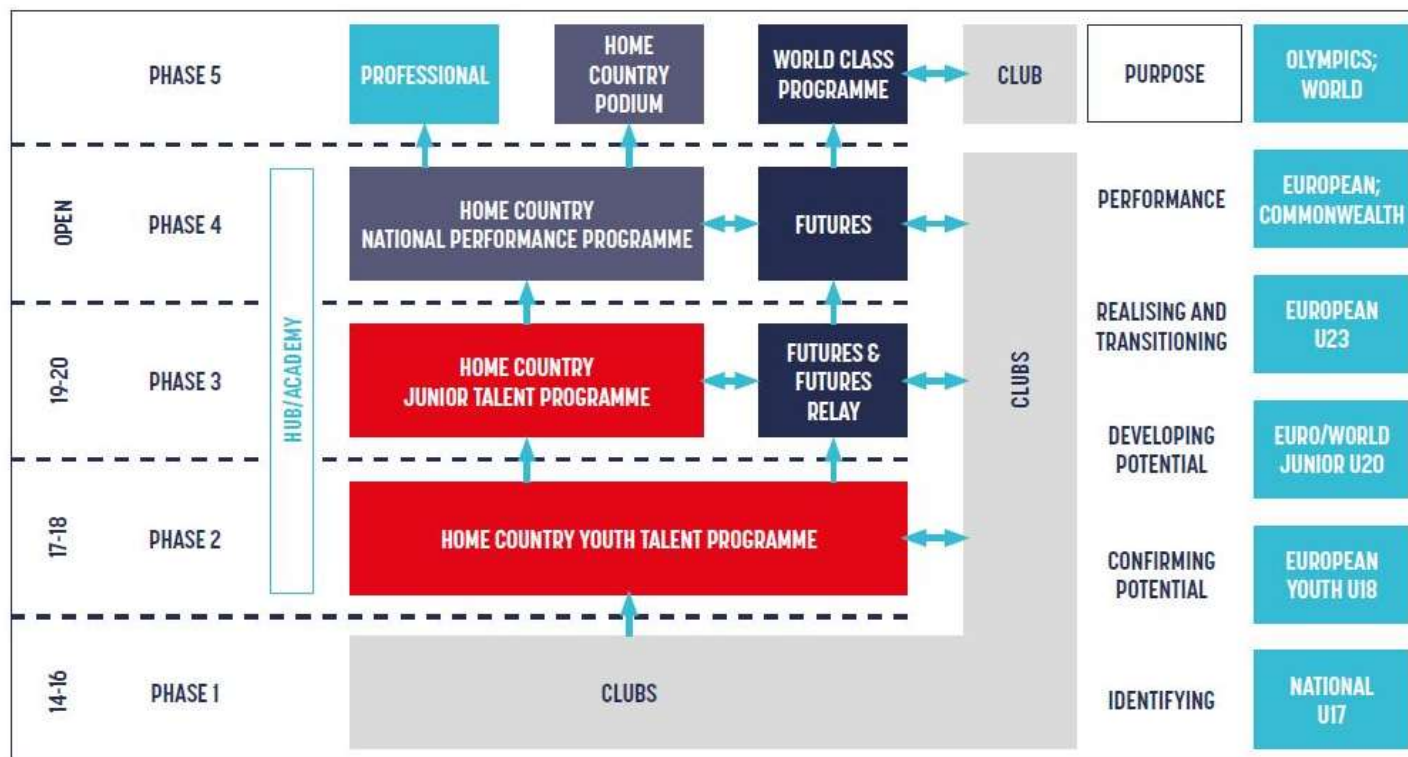 PHASE 5
PROFESSIONAL
HOME
COUNTRY
PODIUM
WORLD CLASS
PROGRAMME
CLUB
PURPOSE
OLYMPICS;
WORLD
OPEN
PHASE 4
HOME COUNTRY
NATIONAL PERFORMANCE PROGRAMME
FUTURES
PERFORMANCE
EUROPEAN;
COMMONWEALTH
HUB/ACADEMY
19-20
PHASE 3
HOME COUNTRY
JUNIOR TALENT PROGRAMME
FUTURES &
FUTURES
RELAY
CLUBS
REALISING AND
TRANSITIONING
EUROPEAN
U23
DEVELOPING
POTENTIAL
EURO/WORLD
JUNIOR U20
17-18
PHASE 2
HOME COUNTRY YOUTH TALENT PROGRAMME
CONFIRMING
POTENTIAL
EUROPEAN
YOUTH U18
14-16
PHASE 1
CLUBS
IDENTIFYING
NATIONAL
U17